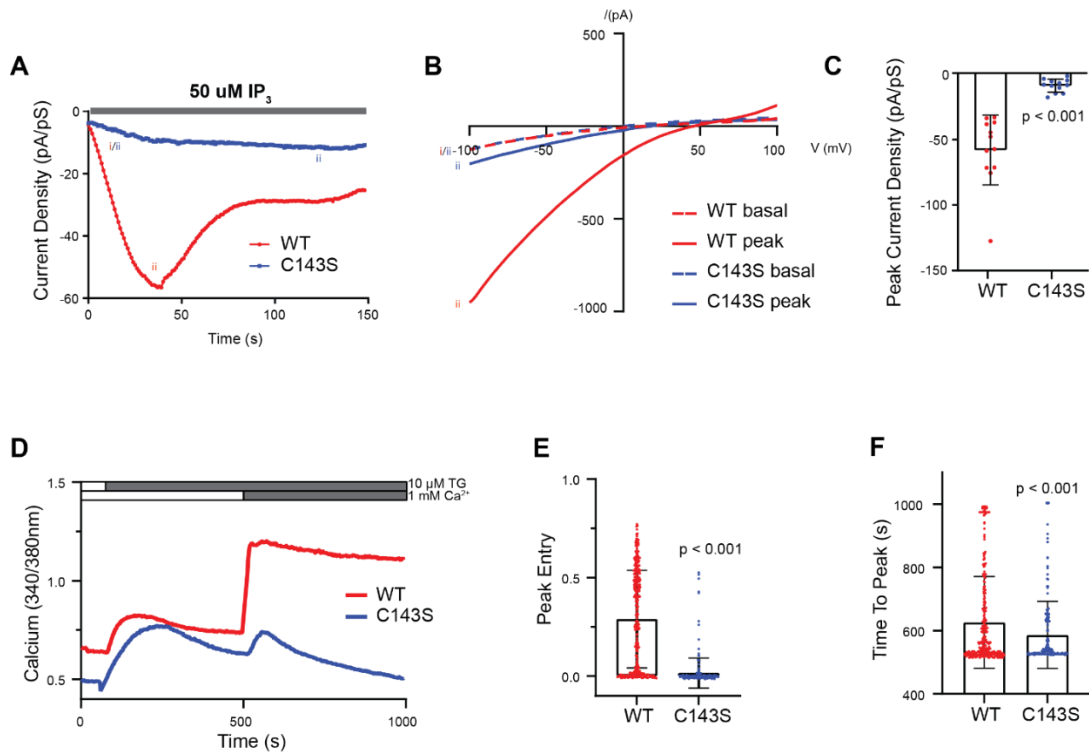 A
50 uM IP3
0
-20
-40
-60
Current Density (pA/pS)
i/ii
ii
ii
WT
C143S
0
50
100
150
Time (s)
B
I(pA)
500
-500
-1000
i/ii
-100
-50
50
100
V (mV)
ii
ii
WT basal
WT peak
C143S basal
C143S peak
C
Peak Current Density (pA/pS)
0
-50
-100
-150
p < 0.001
WT
C143S
D
10 µM TG
1 mM Ca²⁺
1.5
1.0
0.5
Calcium (340/380nm)
WT
C143S
0
500
1000
Time (s)
E
Peak Entry
1.0
0.5
0.0
p < 0.001
WT
C143S
F
Time To Peak (s)
1000
800
600
400
p < 0.001
WT
C143S